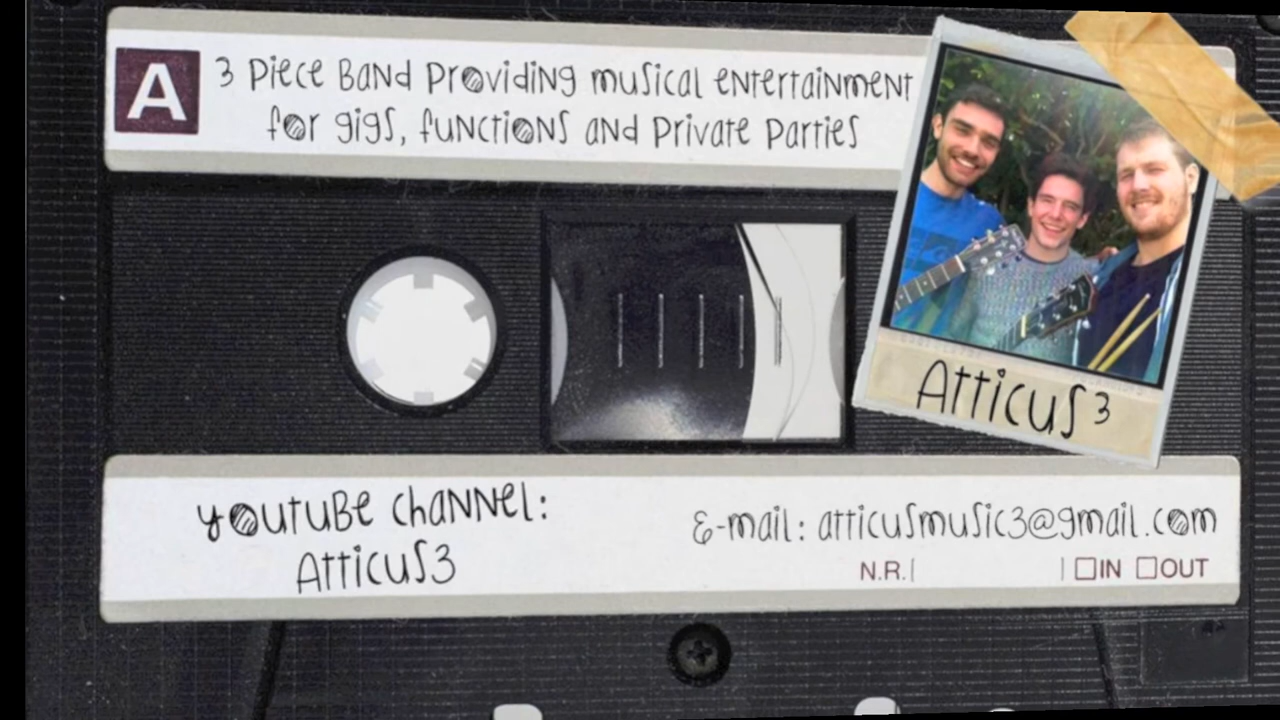 A
3 Piece Band providing musical entertainment
for gigs, functions and private parties
Atticus3
youtube channel:
Atticus3
E-mail: atticusmusic3@gmail.com
N.R.
IN OUT